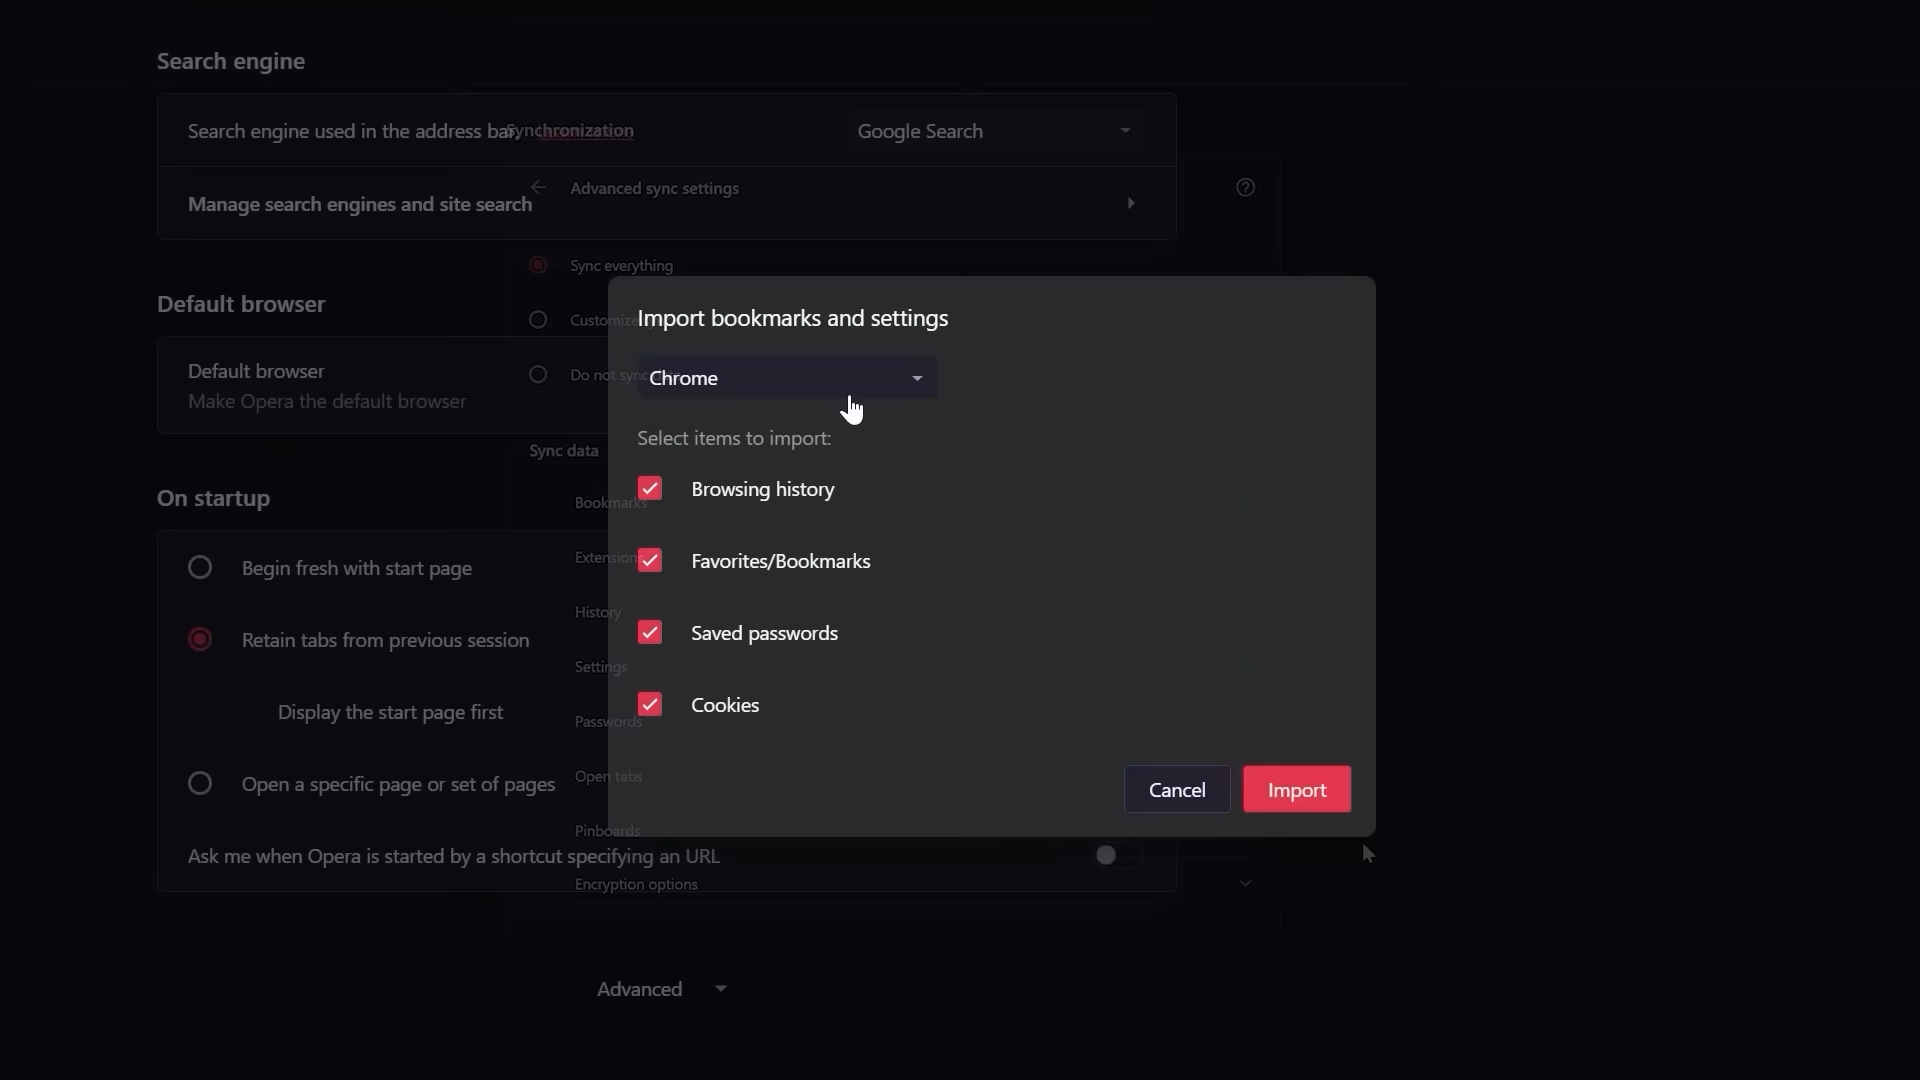 Search engine
Search engine used in the address bar
Synchronization
Google Search
Advanced sync settings
Manage search engines and site search
Sync everything
Default browser
Import bookmarks and settings
Customize
Default browser
Do not sync
Chrome
Make Opera the default browser
Select items to import:
Sync data
Browsing history
On startup
Bookmarks
Extensions
Favorites/Bookmarks
Begin fresh with start page
History
Saved passwords
Retain tabs from previous session
Settings
Cookies
Display the start page first
Passwords
Open tabs
Open a specific page or set of pages
Cancel
Import
Pinboards
Ask me when Opera is started by a shortcut specifying an URL
Encryption options
Advanced